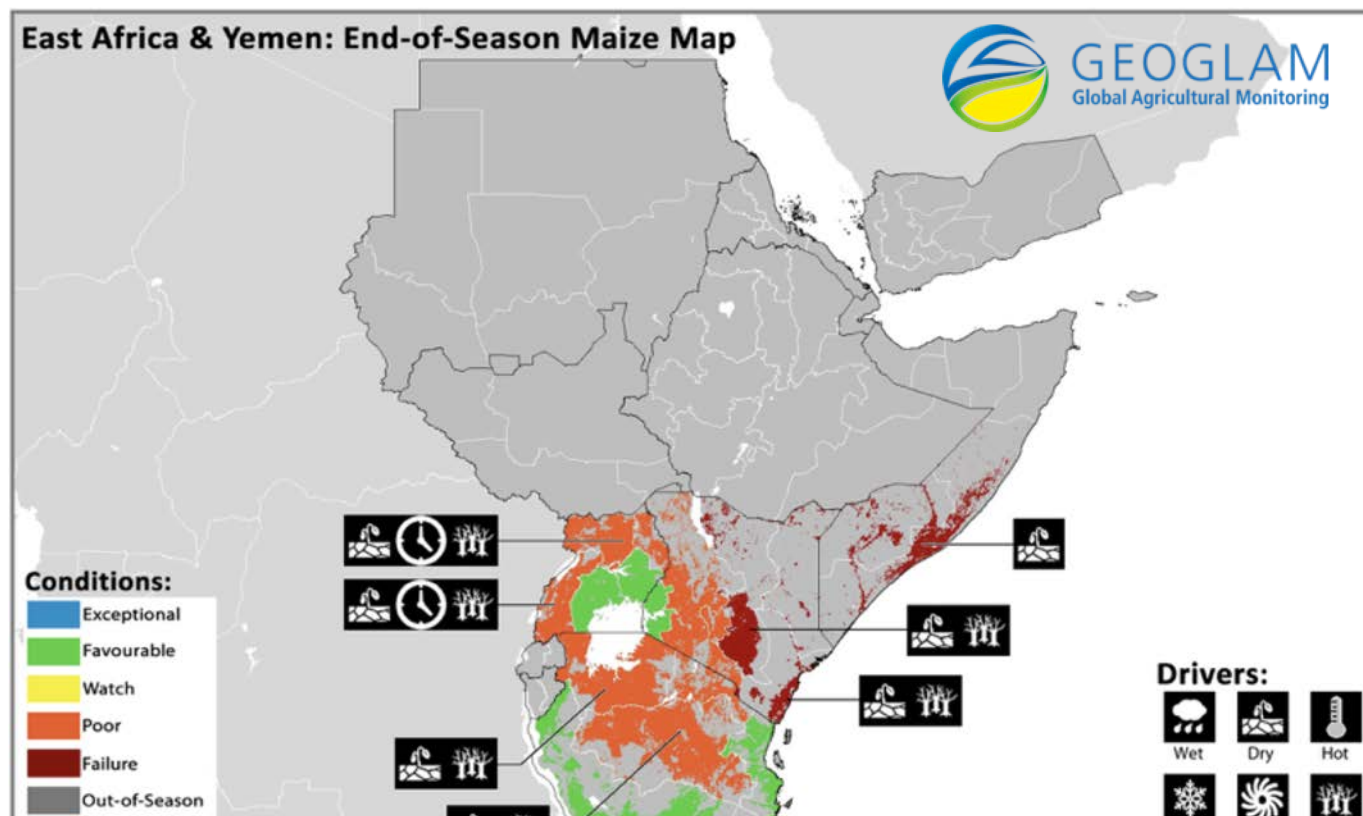 East Africa & Yemen: End-of-Season Maize Map
GEOGLAM
Global Agricultural Monitoring
Conditions:
Exceptional
Favourable
Watch
Poor
Failure
Out-of-Season
Drivers:
Wet
Dry
Hot